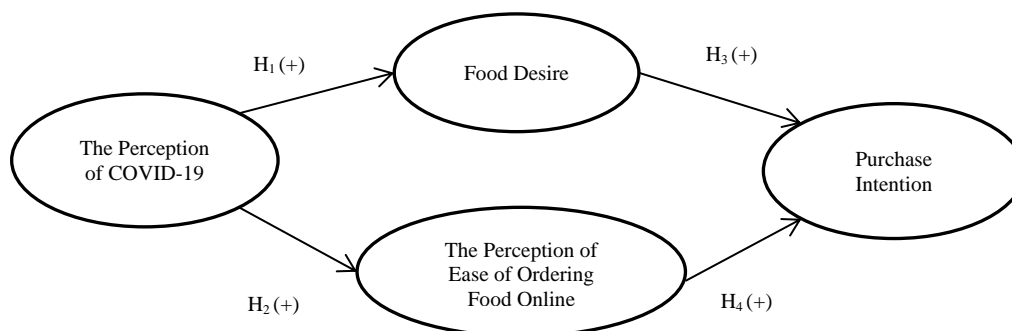 H₁ (+)
Food Desire
H₃ (+)
The Perception
of COVID-19
Purchase
Intention
The Perception of
Ease of Ordering
Food Online
H₂ (+)
H₄ (+)